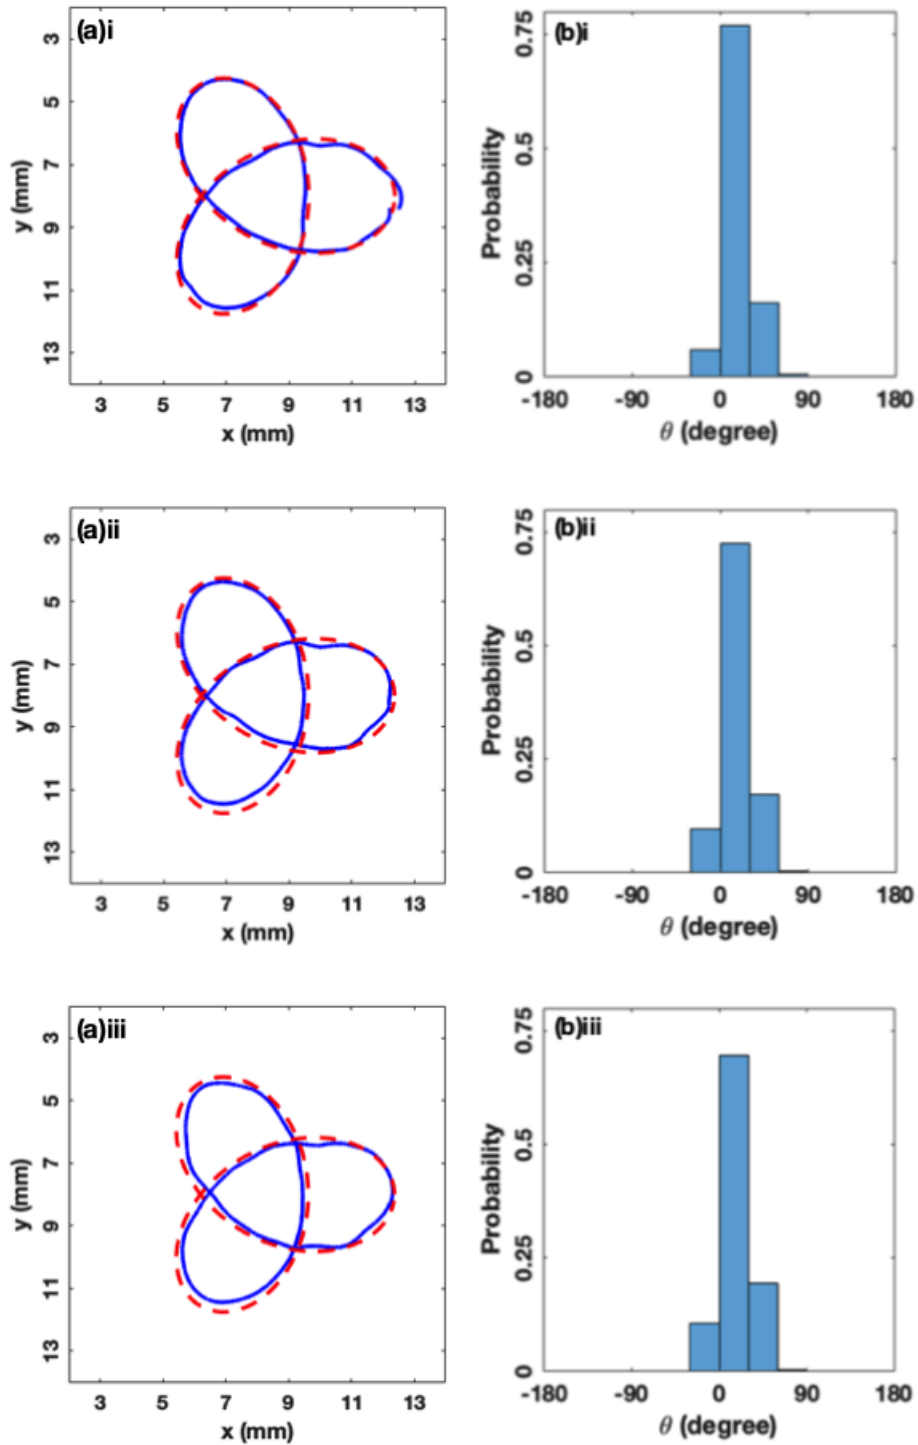 (a)i
3
5
7
9
11
13
y (mm)
3 5 7 9 11 13
x (mm)
(b)i
0.75
0.5
0.25
0
Probability
-180 -90 0 90 180
θ (degree)
(a)ii
3
5
7
9
11
13
y (mm)
3 5 7 9 11 13
x (mm)
(b)ii
0.75
0.5
0.25
0
Probability
-180 -90 0 90 180
θ (degree)
(a)iii
3
5
7
9
11
13
y (mm)
3 5 7 9 11 13
x (mm)
(b)iii
0.75
0.5
0.25
0
Probability
-180 -90 0 90 180
θ (degree)